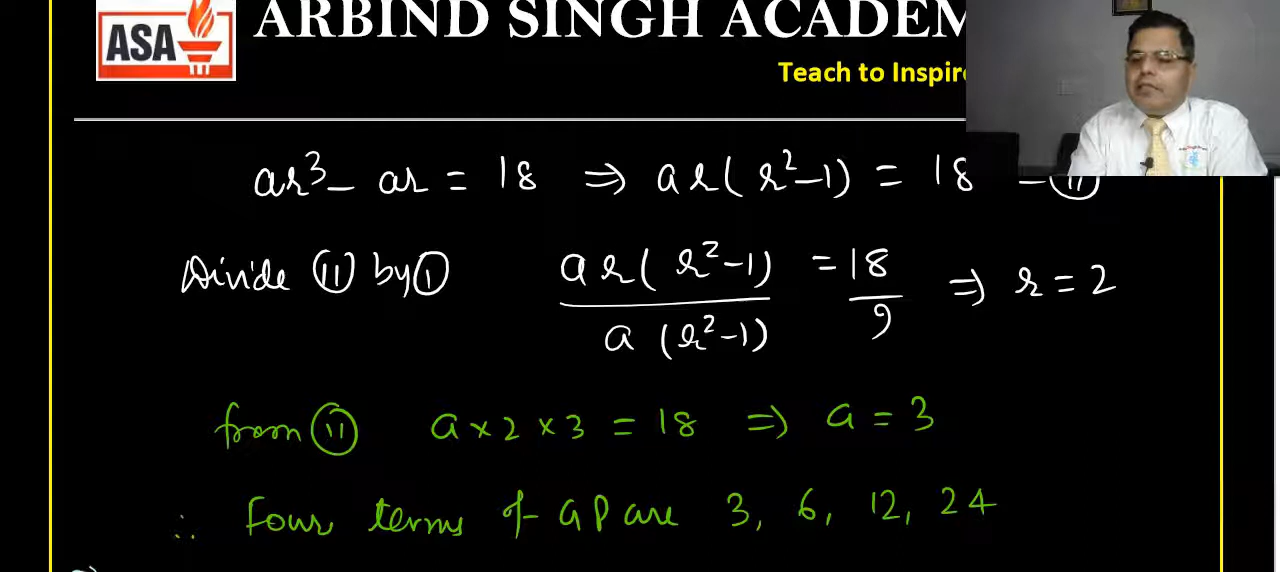 ASA
ARBIND SINGH ACADEM
Teach to Inspire
ar³ - ar = 18 ⇒ ar(r²-1) = 18 - (II)
Divide (II) by (I) ar(r²-1) / a(r²-1) = 18/9 ⇒ r = 2
from (II) a × 2 × 3 = 18 ⇒ a = 3
∴ Four terms of GP are 3, 6, 12, 24